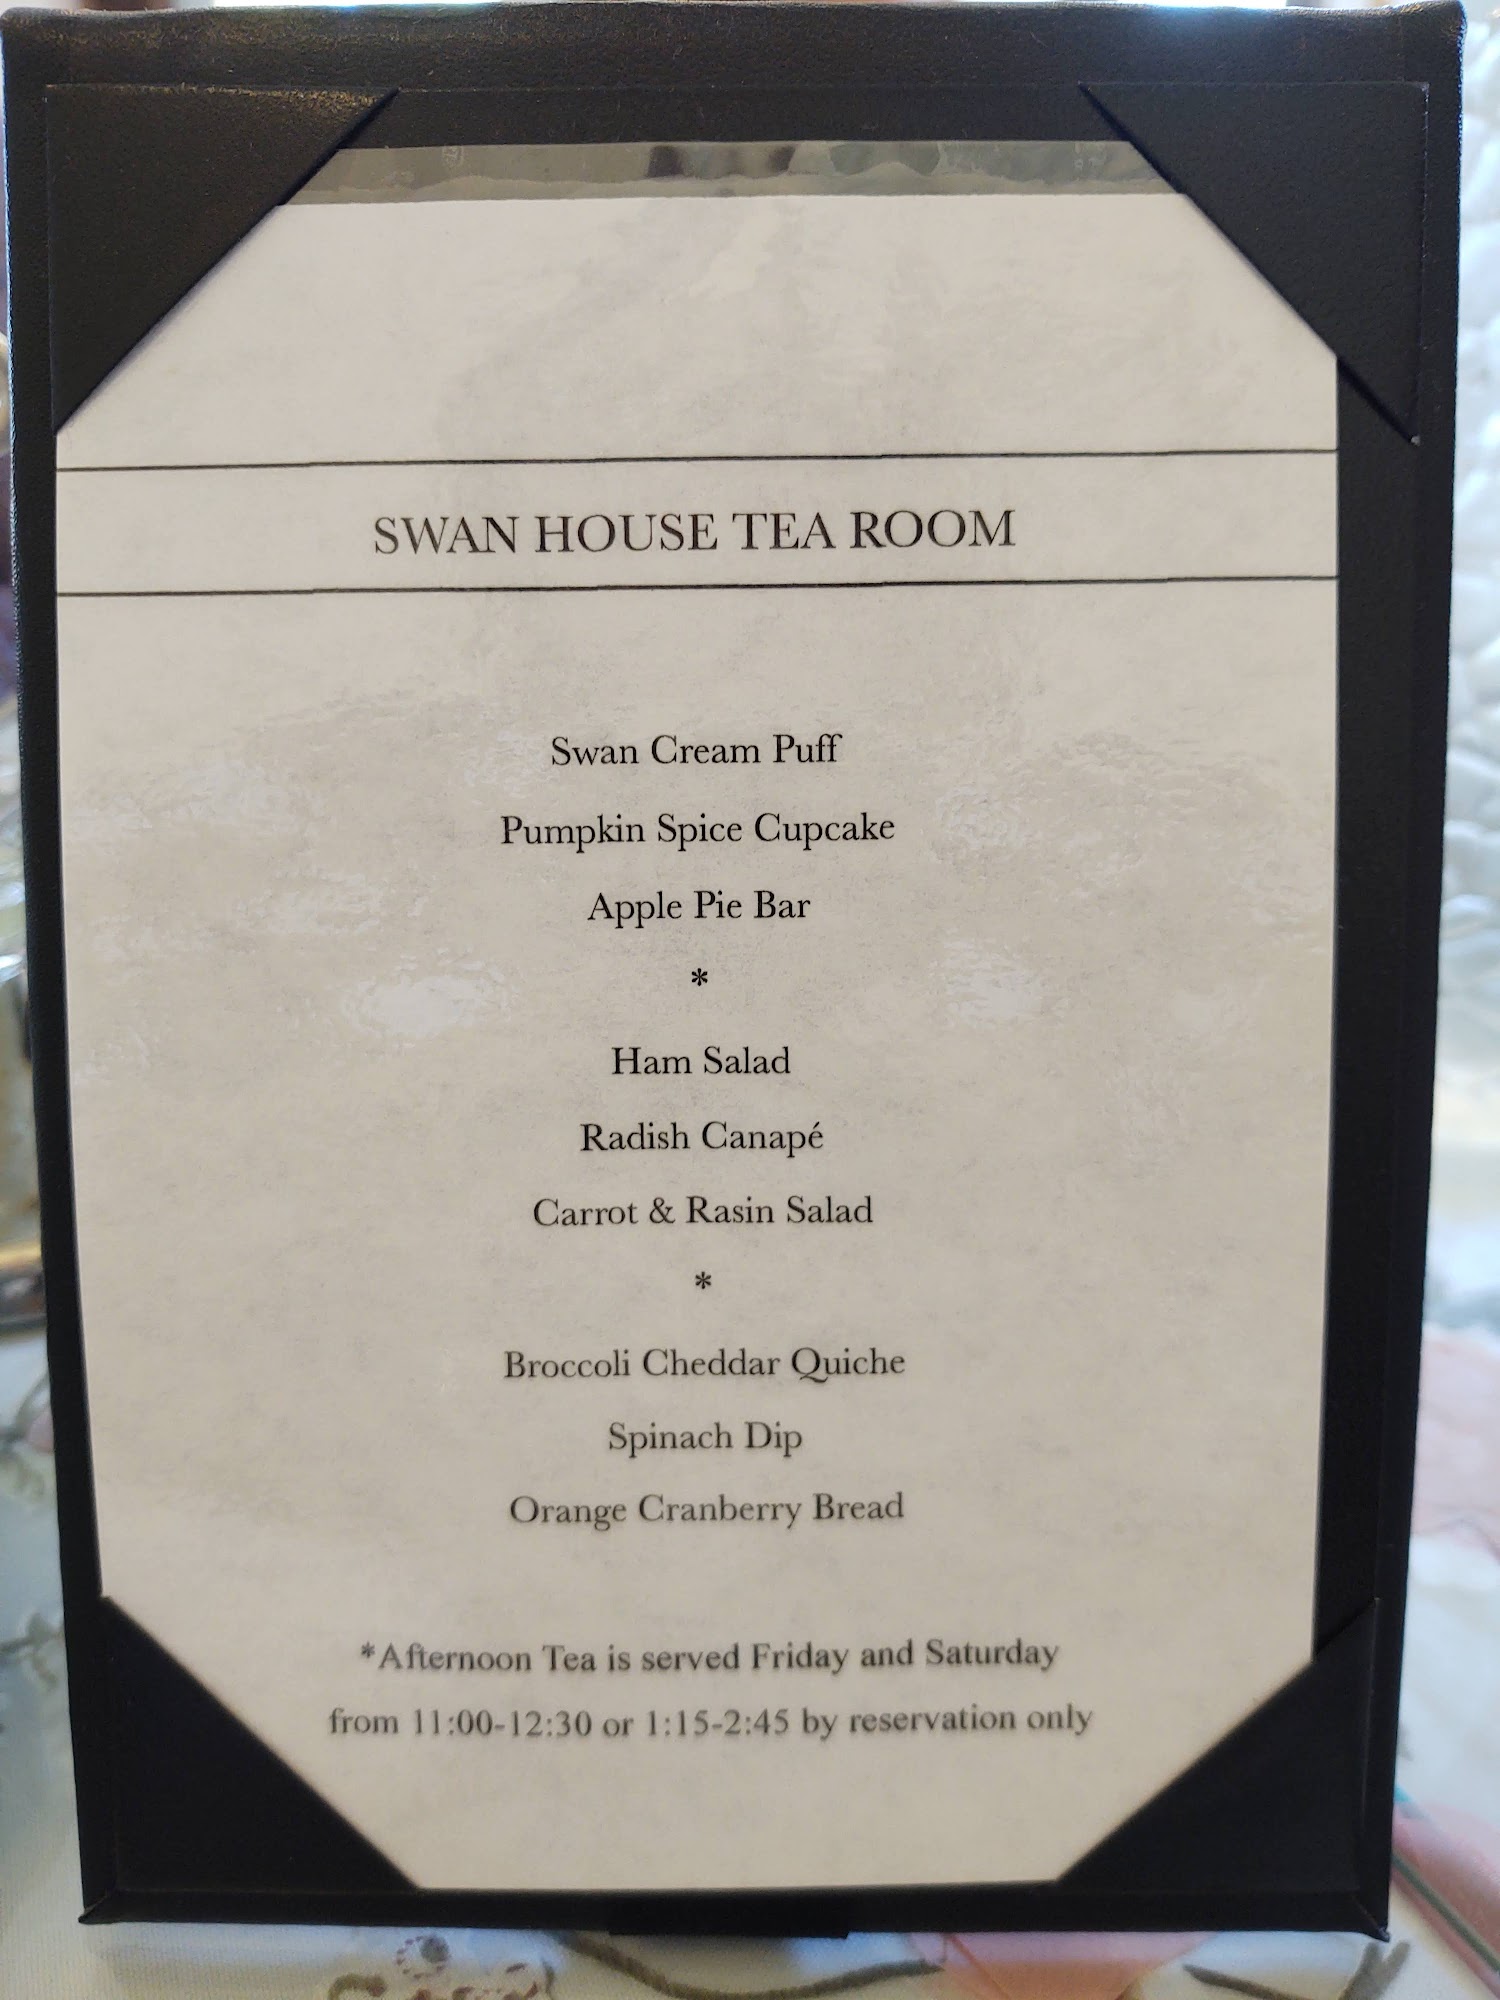 SWAN HOUSE TEA ROOM
Swan Cream Puff
Pumpkin Spice Cupcake
Apple Pie Bar
*
Ham Salad
Radish Canapé
Carrot & Rasin Salad
*
Broccoli Cheddar Quiche
Spinach Dip
Orange Cranberry Bread
*Afternoon Tea is served Friday and Saturday
from 11:00-12:30 or 1:15-2:45 by reservation only